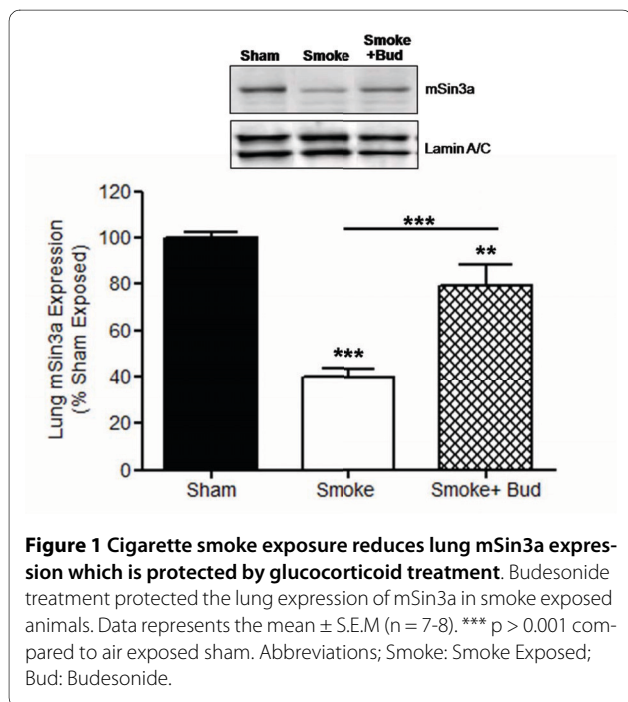 Sham Smoke Smoke +Bud
mSin3a
Lamin A/C
Lung mSin3a Expression
(% Sham Exposed)
120
100
80
60
40
20
0
***
***
**
Sham Smoke Smoke+ Bud
Figure 1 Cigarette smoke exposure reduces lung mSin3a expres-
sion which is protected by glucocorticoid treatment. Budesonide
treatment protected the lung expression of mSin3a in smoke exposed
animals. Data represents the mean ± S.E.M (n = 7-8). *** p > 0.001 com-
pared to air exposed sham. Abbreviations; Smoke: Smoke Exposed;
Bud: Budesonide.